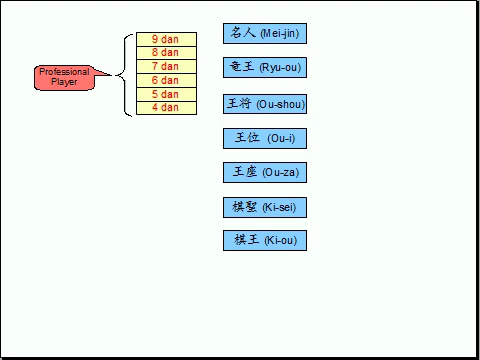 Professional
Player
9 dan
8 dan
7 dan
6 dan
5 dan
4 dan
名人 (Mei-jin)
竜王 (Ryu-ou)
王将 (Ou-shou)
王位 (Ou-i)
王座 (Ou-za)
棋聖 (Ki-sei)
棋王 (Ki-ou)